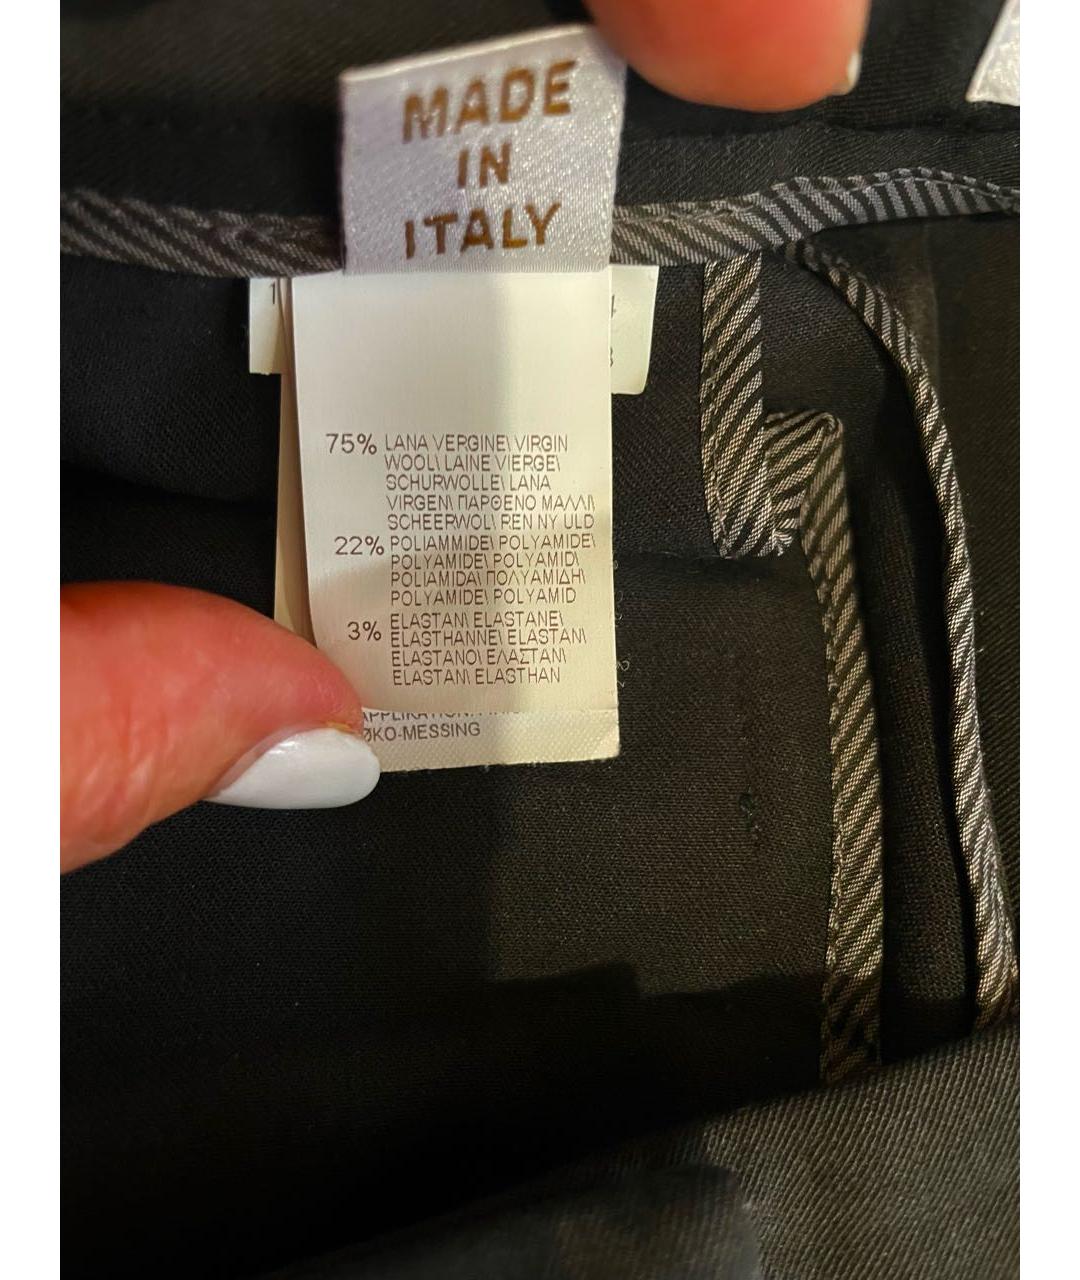 MADE
IN
ITALY
1
75% LANA VERGINE\ VIRGIN
WOOL\ LAINE VIERGE\
SCHURWOLLE\ LANA
VIRGEN\ ΠΑΡΘΕΝΟ ΜΑΛΛΙ\
SCHEERWOL\ REN NY ULD
22% POLIAMMIDE\ POLYAMIDE\
POLYAMIDE\ POLYAMID\
POLIAMIDA\ ΠΟΛΥΑΜΙΔΗ\
POLYAMIDE\ POLYAMID
3% ELASTAN\ ELASTANE\
ELASTHANNE\ ELASTAN\
ELASTANO\ ΕΛΑΣΤΑΝ\
ELASTAN\ ELASTHAN
ØKO-MESSING